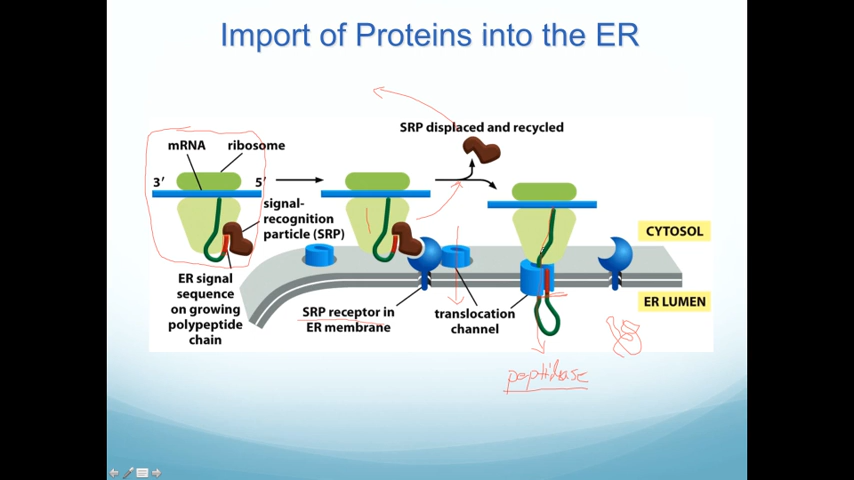 Import of Proteins into the ER
SRP displaced and recycled
mRNA
ribosome
3′
5′
signal-
recognition
particle (SRP)
CYTOSOL
ER signal
sequence
on growing
polypeptide
chain
SRP receptor in
ER membrane
translocation
channel
ER LUMEN
peptidase